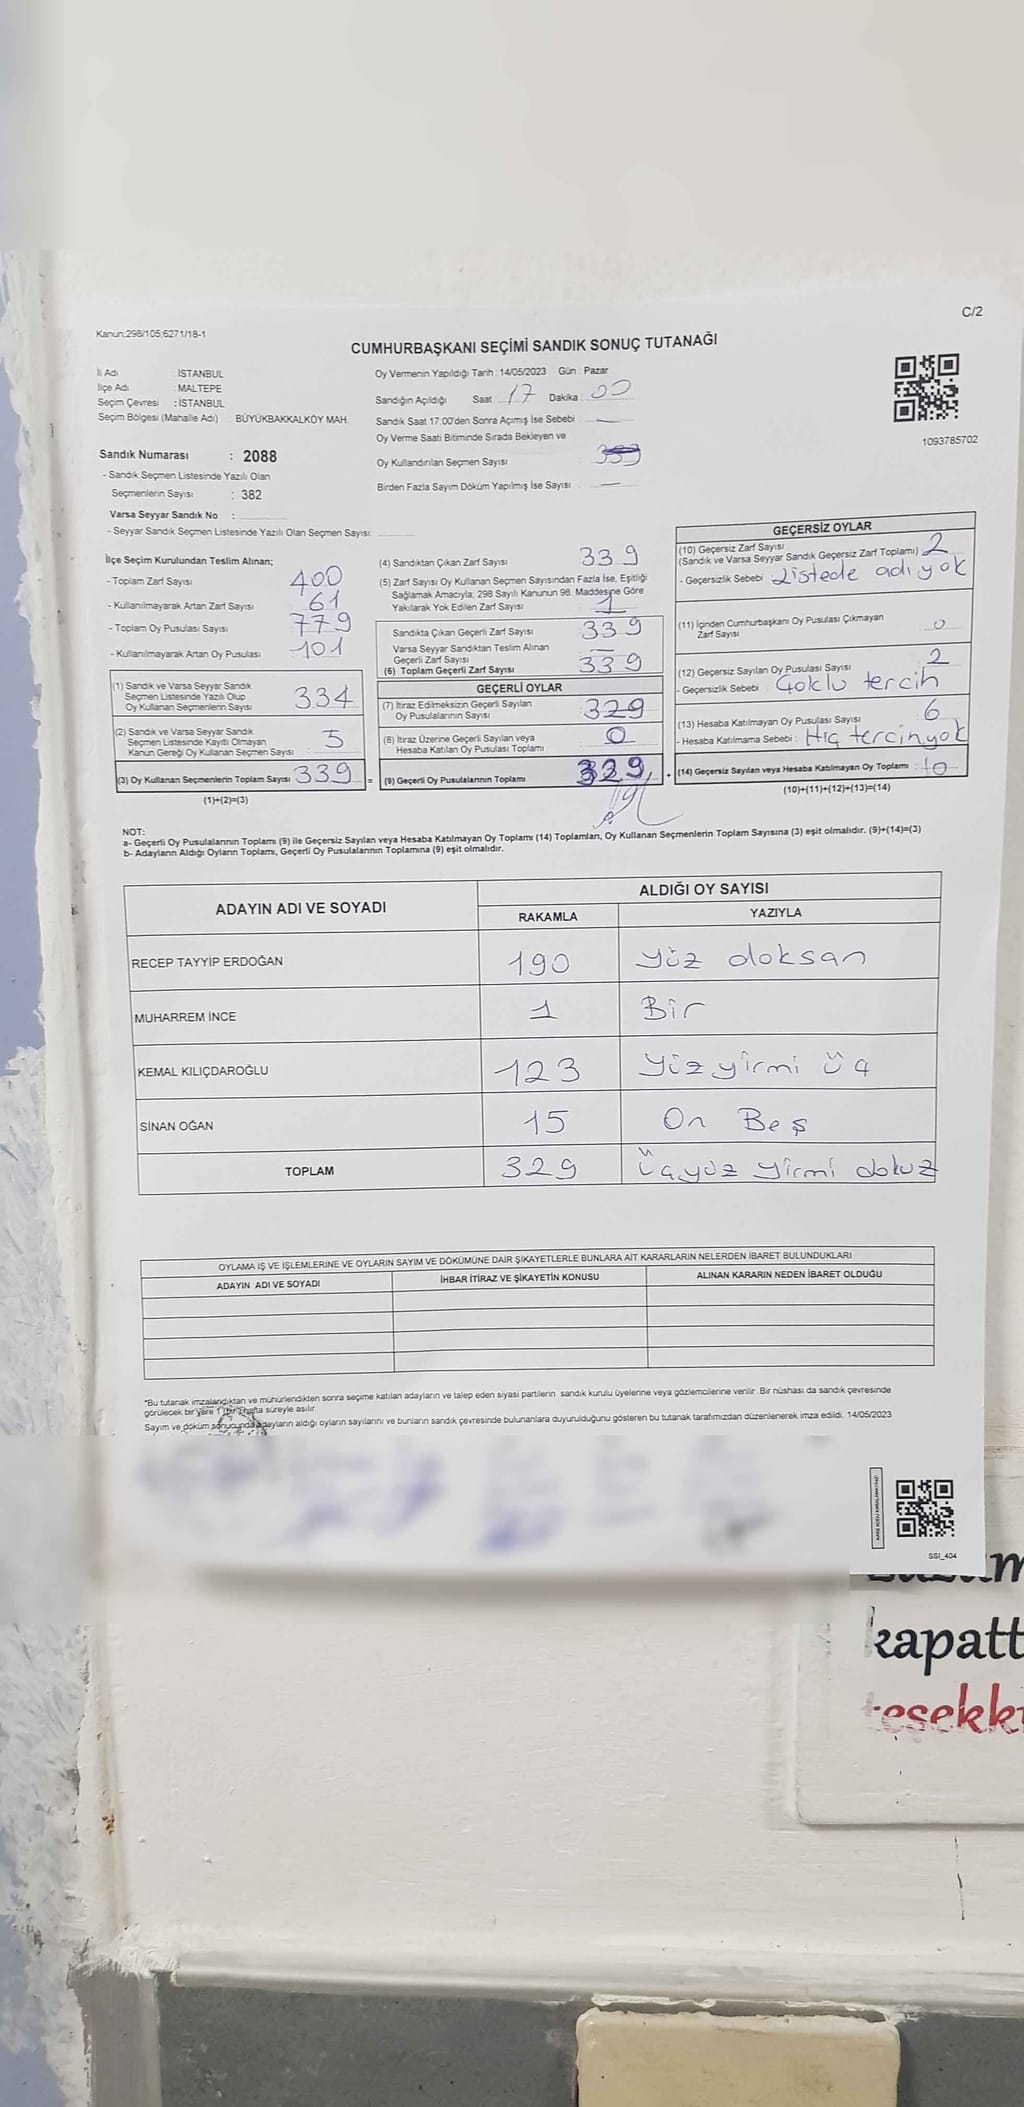 C/2
Kanun:298/105,6271/18-1
CUMHURBAŞKANI SEÇİMİ SANDIK SONUÇ TUTANAĞI
İl Adı : İSTANBUL
İlçe Adı : MALTEPE
Seçim Çevresi : İSTANBUL
Seçim Bölgesi (Mahalle Adı) : BÜYÜKBAKKALKÖY MAH.
Sandık Numarası : 2088
- Sandık Seçmen Listesinde Yazılı Olan
Seçmenlerin Sayısı : 382
Varsa Seyyar Sandık No :
- Seyyar Sandık Seçmen Listesinde Yazılı Olan Seçmen Sayısı:
Oy Vermenin Yapıldığı Tarih : 14/05/2023 Gün : Pazar
Sandığın Açıldığı Saat 17 Dakika : 00
Sandık Saat 17:00'den Sonra Açımış İse Sebebi : —
Oy Verme Saati Bitiminde Sırada Bekleyen ve
Oy Kullandırılan Seçmen Sayısı :
Birden Fazla Sayım Döküm Yapılmış İse Sayısı : —
1093785702
İlçe Seçim Kurulundan Teslim Alınan;
- Toplam Zarf Sayısı : 400
- Kullanılmayarak Artan Zarf Sayısı : 61
- Toplam Oy Pusulası Sayısı : 779
- Kullanılmayarak Artan Oy Pusulası : 101
(1) Sandık ve Varsa Seyyar Sandık
Seçmen Listesinde Yazılı Olup
Oy Kullanan Seçmenlerin Sayısı 334
(2) Sandık ve Varsa Seyyar Sandık
Seçmen Listesinde Kayıtlı Olmayan
Kanun Gereği Oy Kullanan Seçmen Sayısı 5
(3) Oy Kullanan Seçmenlerin Toplam Sayısı 339 =
(1)+(2)=(3)
(4) Sandıktan Çıkan Zarf Sayısı 339
(5) Zarf Sayısı Oy Kullanan Seçmen Sayısından Fazla İse, Eşitliği
Sağlamak Amacıyla; 298 Sayılı Kanunun 98. Maddesine Göre
Yakılarak Yok Edilen Zarf Sayısı 1
Sandıkta Çıkan Geçerli Zarf Sayısı : 339
Varsa Seyyar Sandıktan Teslim Alınan
Geçerli Zarf Sayısı : —
(6) Toplam Geçerli Zarf Sayısı : 339
GEÇERLİ OYLAR
(7) İtiraz Edilmeksizin Geçerli Sayılan
Oy Pusulalarının Sayısı : 329
(8) İtiraz Üzerine Geçerli Sayılan veya
Hesaba Katılan Oy Pusulası Toplamı : 0
(9) Geçerli Oy Pusulalarının Toplamı : 329 +
GEÇERSİZ OYLAR
(10) Geçersiz Zarf Sayısı
(Sandık ve Varsa Seyyar Sandık Geçersiz Zarf Toplamı) 2
- Geçersizlik Sebebi : Listede adı yok
(11) İçinden Cumhurbaşkanı Oy Pusulası Çıkmayan
Zarf Sayısı : 0
(12) Geçersiz Sayılan Oy Pusulası Sayısı : 2
- Geçersizlik Sebebi : Çoklu tercih
(13) Hesaba Katılmayan Oy Pusulası Sayısı : 6
- Hesaba Katılmama Sebebi : Hiç tercih yok
(14) Geçersiz Sayılan veya Hesaba Katılmayan Oy Toplamı : 10
(10)+(11)+(12)+(13)=(14)
NOT:
a- Geçerli Oy Pusulalarının Toplamı (9) ile Geçersiz Sayılan veya Hesaba Katılmayan Oy Toplamı (14) Toplamları, Oy Kullanan Seçmenlerin Toplam Sayısına (3) eşit olmalıdır. (9)+(14)=(3)
b- Adayların Aldığı Oyların Toplamı, Geçerli Oy Pusulalarının Toplamına (9) eşit olmalıdır.
ADAYIN ADI VE SOYADI ALDIĞI OY SAYISI
RAKAMLA YAZIYLA
RECEP TAYYİP ERDOĞAN 190 Yüz doksan
MUHARREM İNCE 1 Bir
KEMAL KILIÇDAROĞLU 123 Yüz yirmi üç
SİNAN OĞAN 15 On Beş
TOPLAM 329 Üçyüz yirmi dokuz
OYLAMA İŞ VE İŞLEMLERİNE VE OYLARIN SAYIM VE DÖKÜMÜNE DAİR ŞİKAYETLERLE BUNLARA AİT KARARLARIN NELERDEN İBARET BULUNDUKLARI
ADAYIN ADI VE SOYADI İHBAR İTİRAZ VE ŞİKAYETİN KONUSU ALINAN KARARIN NEDEN İBARET OLDUĞU
*Bu tutanak imzalandıktan ve mühürlendikten sonra seçime katılan adayların ve talep eden siyasi partilerin sandık kurulu üyelerine veya gözlemcilerine verilir. Bir nüshası da sandık çevresinde
görülecek bir yere 1 hafta süreyle asılır.
Sayım ve döküm sonucunda adayların aldığı oyların sayılarını ve bunların sandık çevresinde bulunanlara duyurulduğunu gösteren bu tutanak tarafımızdan düzenlenerek imza edildi. 14/05/2023
SSI_404
kapatt
teşekk